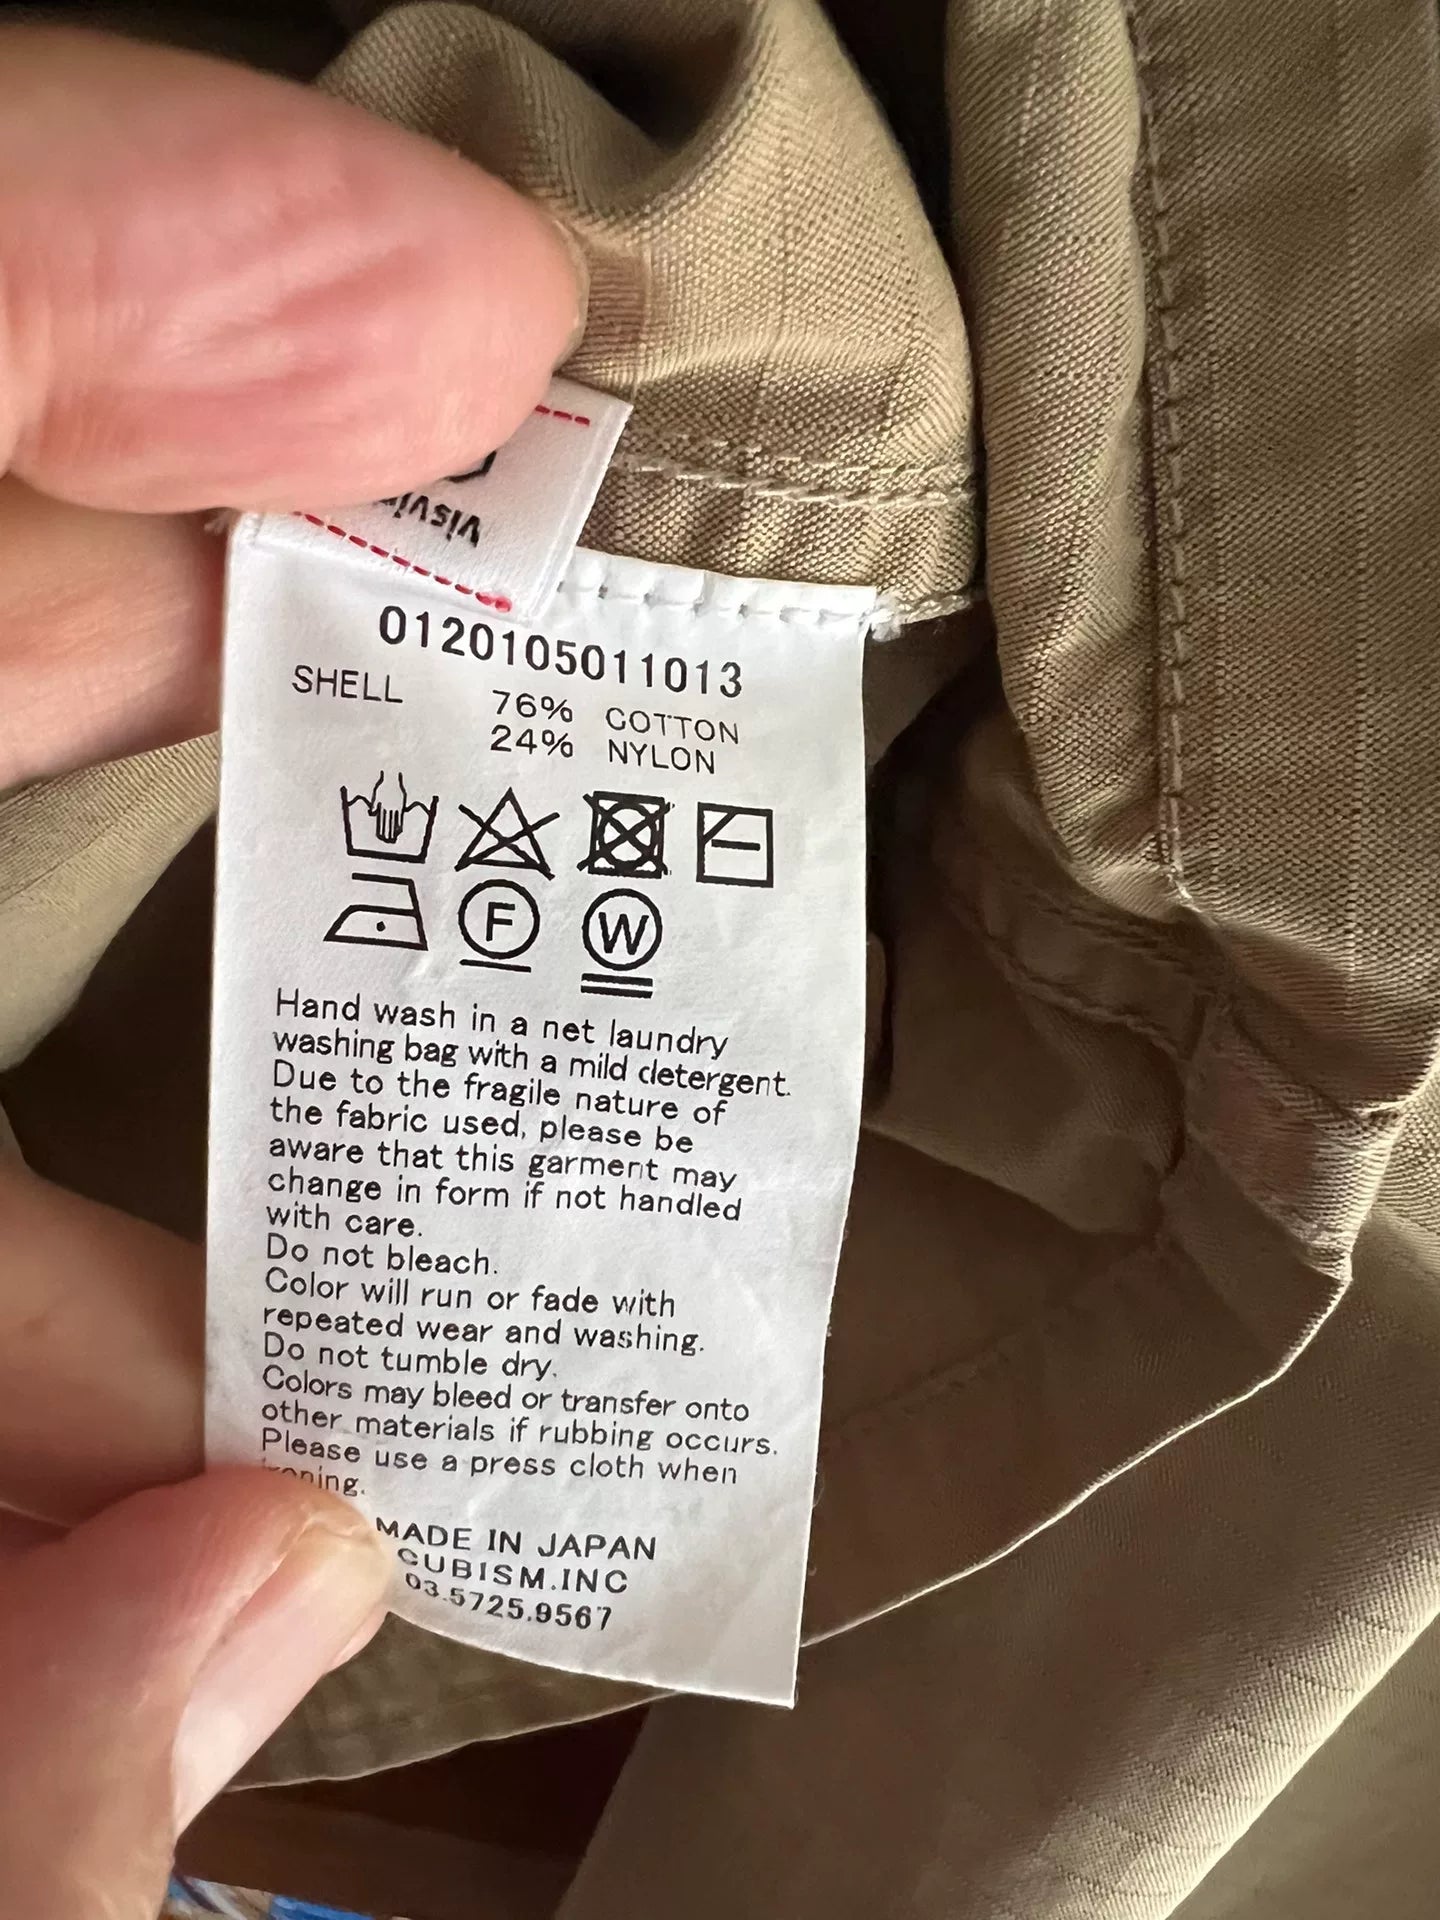 0120105011013
SHELL 76% COTTON
24% NYLON
F W
Hand wash in a net laundry
washing bag with a mild detergent.
Due to the fragile nature of
the fabric used, please be
aware that this garment may
change in form if not handled
with care.
Do not bleach.
Color will run or fade with
repeated wear and washing.
Do not tumble dry.
Colors may bleed or transfer onto
other materials if rubbing occurs.
Please use a press cloth when
ironing.
MADE IN JAPAN
CUBISM.INC
03.5725.9567